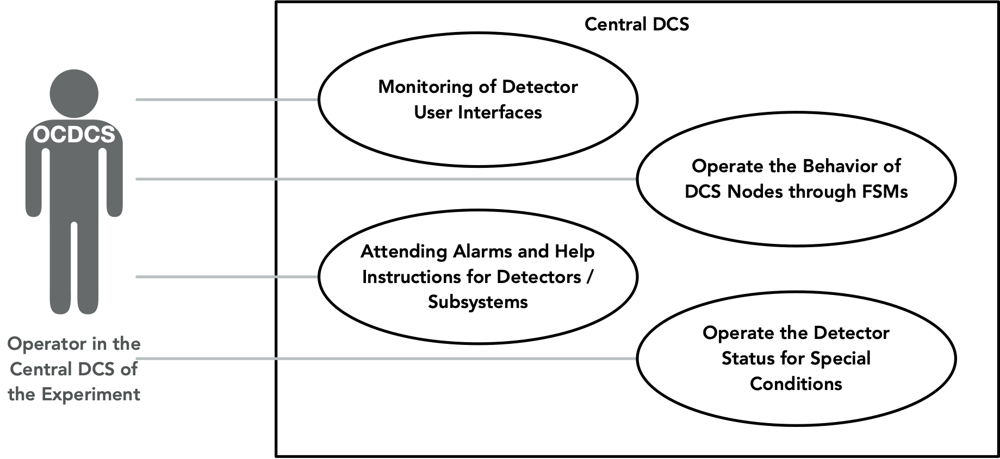 Central DCS
Monitoring of Detector
User Interfaces
OCDCS
Operate the Behavior of
DCS Nodes through FSMs
Attending Alarms and Help
Instructions for Detectors /
Subsystems
Operate the Detector
Status for Special
Conditions
Operator in the
Central DCS of
the Experiment